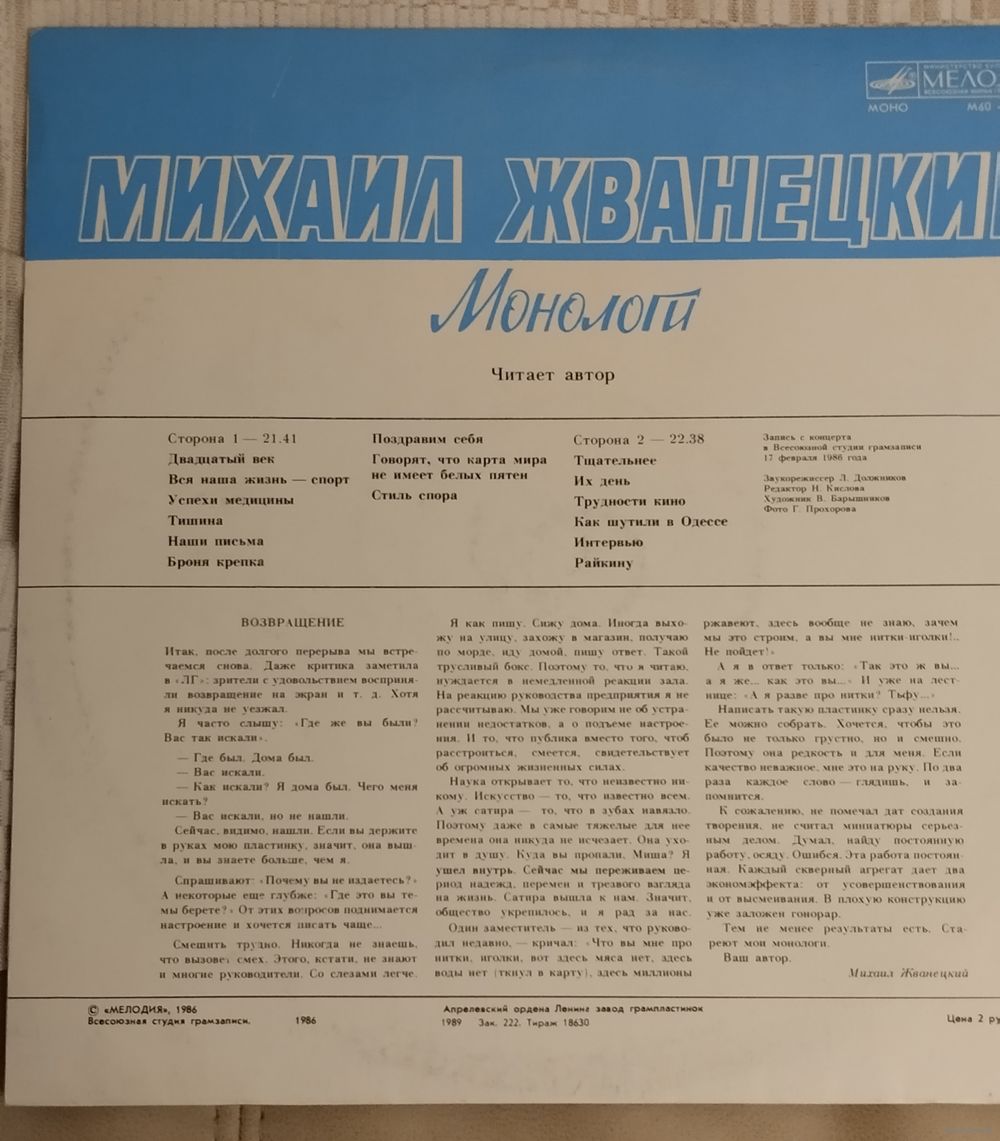 МИНИСТЕРСТВО
МЕЛО
ВСЕСОЮЗНАЯ ФИРМА
МОНО М60
МИХАИЛ ЖВАНЕЦКИ
Монологи
Читает автор
Сторона 1 — 21.41
Двадцатый век
Вся наша жизнь — спорт
Успехи медицины
Тишина
Наши письма
Броня крепка
Поздравим себя
Говорят, что карта мира
не имеет белых пятен
Стиль спора
Сторона 2 — 22.38
Тщательнее
Их день
Трудности кино
Как шутили в Одессе
Интервью
Райкину
Запись с концерта
в Всесоюзной студии грамзаписи
17 февраля 1986 года
Звукорежиссер Л. Должников
Редактор Н. Кислова
Художник В. Барышников
Фото Г. Прохорова
ВОЗВРАЩЕНИЕ
Итак, после долгого перерыва мы встре-
чаемся снова. Даже критика заметила
в «ЛГ»: зрители с удовольствием восприня-
ли возвращение на экран и т. д. Хотя
я никуда не уезжал.
Я часто слышу: «Где же вы были?
Вас так искали».
— Где был. Дома был.
— Вас искали.
— Как искали? Я дома был. Чего меня
искать?
— Вас искали, но не нашли.
Сейчас, видимо, нашли. Если вы держите
в руках мою пластинку, значит, она выш-
ла, и вы знаете больше, чем я.
Спрашивают: «Почему вы не издаетесь?»
А некоторые еще глубже: «Где это вы те-
мы берете?» От этих вопросов поднимается
настроение и хочется писать чаще...
Смешить трудно. Никогда не знаешь,
что вызовет смех. Этого, кстати, не знают
и многие руководители. Со слезами легче.
Я как пишу. Сижу дома. Иногда выхо-
жу на улицу, захожу в магазин, получаю
по морде, иду домой, пишу ответ. Такой
трусливый бокс. Поэтому то, что я читаю,
нуждается в немедленной реакции зала.
На реакцию руководства предприятия я не
рассчитываю. Мы уже говорим не об устра-
нении недостатков, а о подъеме настрое-
ния. И то, что публика вместо того, чтоб
расстроиться, смеется, свидетельствует
об огромных жизненных силах.
Наука открывает то, что неизвестно ни-
кому. Искусство — то, что известно всем.
А уж сатира — то, что в зубах навязло.
Поэтому даже в самые тяжелые для нее
времена она никуда не исчезает. Она ухо-
дит в душу. Куда вы пропали, Миша? Я
ушел внутрь. Сейчас мы переживаем пе-
риод надежд, перемен и трезвого взгляда
на жизнь. Сатира вышла к нам. Значит,
общество укрепилось, и я рад за нас.
Один заместитель — из тех, что руково-
дил недавно, — кричал: «Что вы мне про
нитки, иголки, вот здесь мяса нет, здесь
воды нет (ткнул в карту), здесь миллионы
ржавеют, здесь вообще не знаю, зачем
мы это строим, а вы мне нитки-иголки!..
Не пойдет!»
А я в ответ только: «Так это ж вы...
а я же... как это вы...» И уже на лест-
нице: «А я разве про нитки? Тьфу...»
Написать такую пластинку сразу нельзя.
Ее можно собрать. Хочется, чтобы это
было не только грустно, но и смешно.
Поэтому она редкость и для меня. Если
качество неважное, мне это на руку. По два
раза каждое слово — глядишь, и за-
помнится.
К сожалению, не помечал дат создания
творения, не считал миниатюры серьез-
ным делом. Думал, найду постоянную
работу, осяду. Ошибся. Эта работа постоян-
ная. Каждый скверный агрегат дает два
экономэффекта: от усовершенствования
и от высмеивания. В плохую конструкцию
уже заложен гонорар.
Тем не менее результаты есть. Ста-
реют мои монологи.
Ваш автор.
Михаил Жванецкий
© «МЕЛОДИЯ», 1986
Всесоюзная студия грамзаписи. 1986
Апрелевский ордена Ленина завод грампластинок
1989 Зак. 222. Тираж 18630
Цена 2 ру